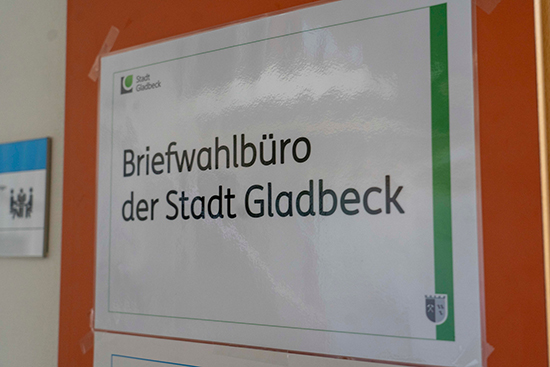 Stadt
Gladbeck
Briefwahlbüro
der Stadt Gladbeck